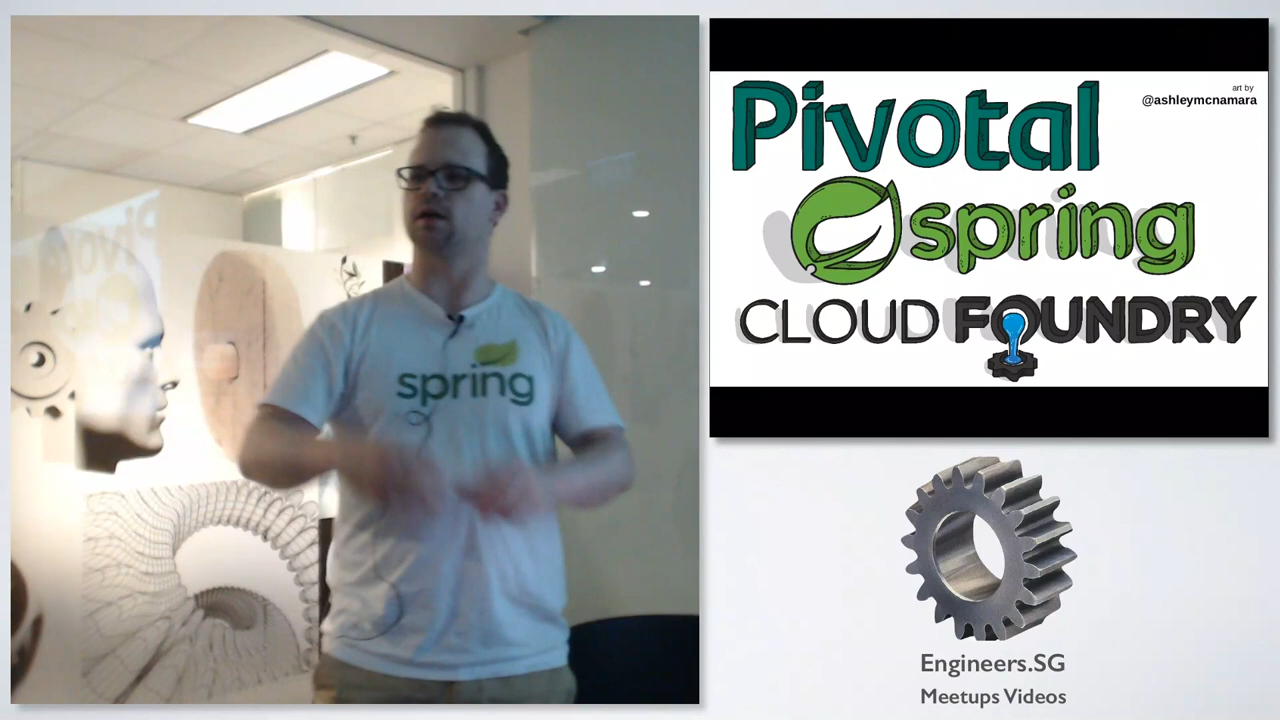 spring
art by
@ashleymcnamara
Pivotal
spring
CLOUD FOUNDRY
Engineers.SG
Meetups Videos